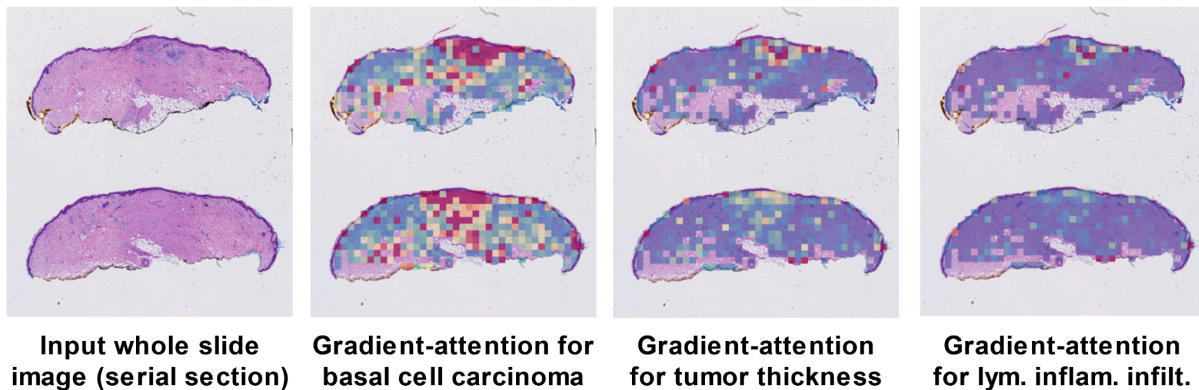 Input whole slide
image (serial section)
Gradient-attention for
basal cell carcinoma
Gradient-attention
for tumor thickness
Gradient-attention
for lym. inflam. infilt.